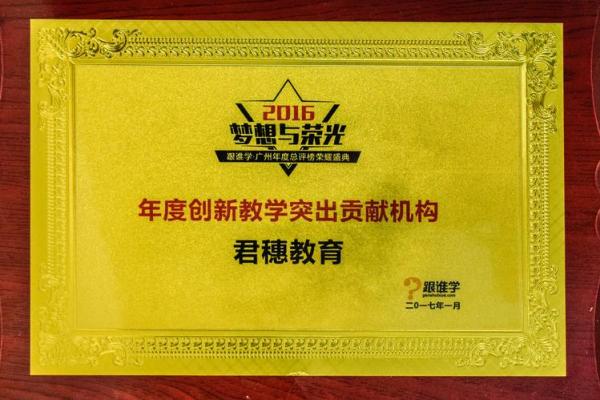 2016
梦想与荣光
跟谁学·广州年度总评榜荣耀盛典
年度创新教学突出贡献机构
君穗教育
跟谁学
genshuixue.com
二〇一七年一月